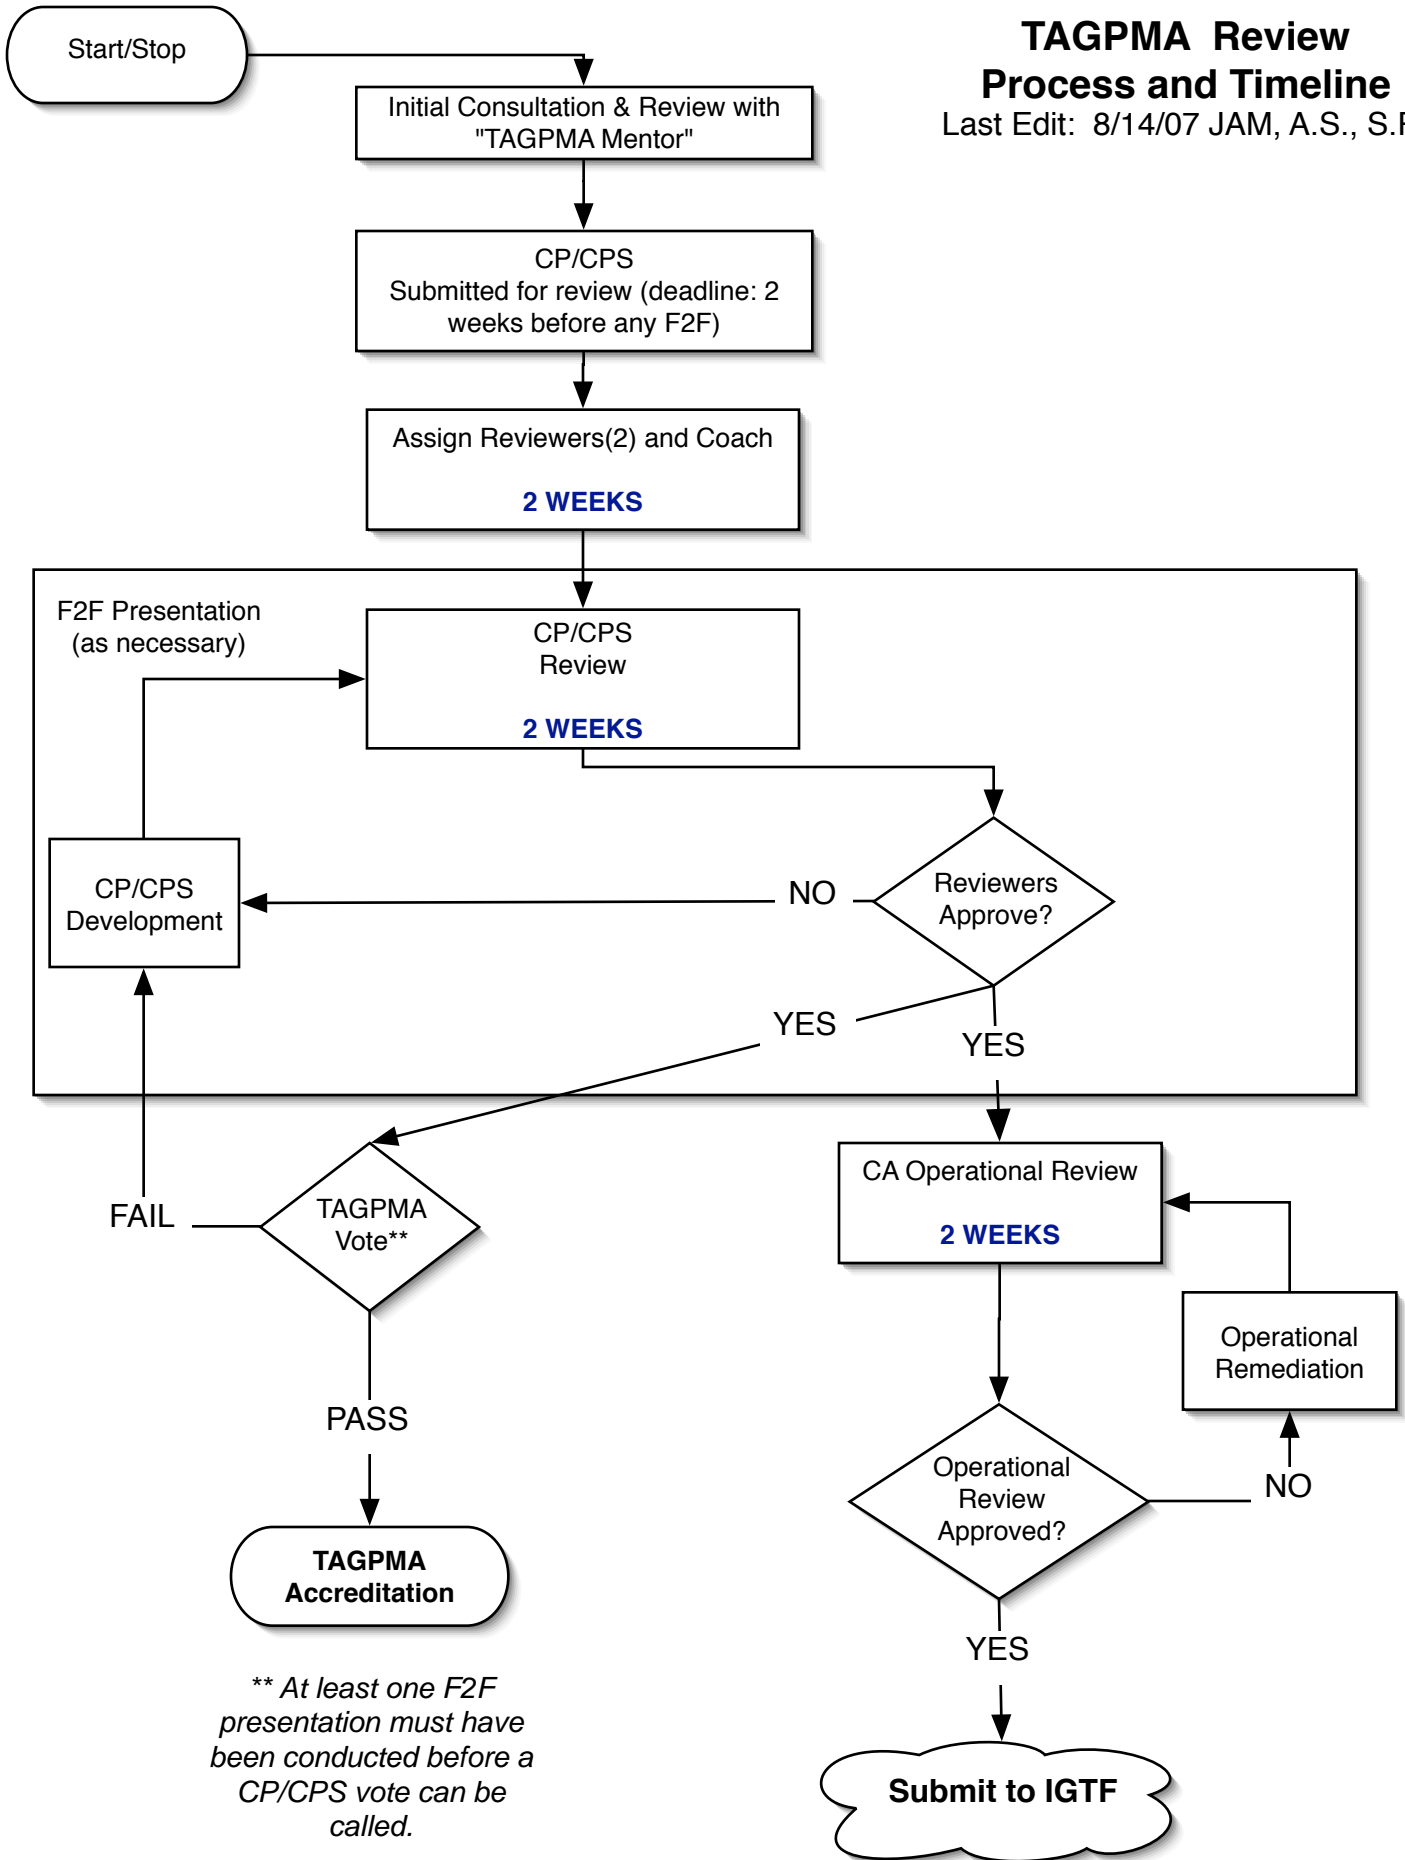 Start/Stop
TAGPMA Review
Process and Timeline
Last Edit: 8/14/07 JAM, A.S., S.
Initial Consultation & Review with
"TAGPMA Mentor"
CP/CPS
Submitted for review (deadline: 2
weeks before any F2F)
Assign Reviewers(2) and Coach
2 WEEKS
F2F Presentation
(as necessary)
CP/CPS
Review
2 WEEKS
CP/CPS
Development
NO
Reviewers
Approve?
YES
YES
FAIL
TAGPMA
Vote**
CA Operational Review
2 WEEKS
Operational
Remediation
PASS
Operational
Review
Approved?
NO
TAGPMA
Accreditation
YES
** At least one F2F
presentation must have
been conducted before a
CP/CPS vote can be
called.
Submit to IGTF